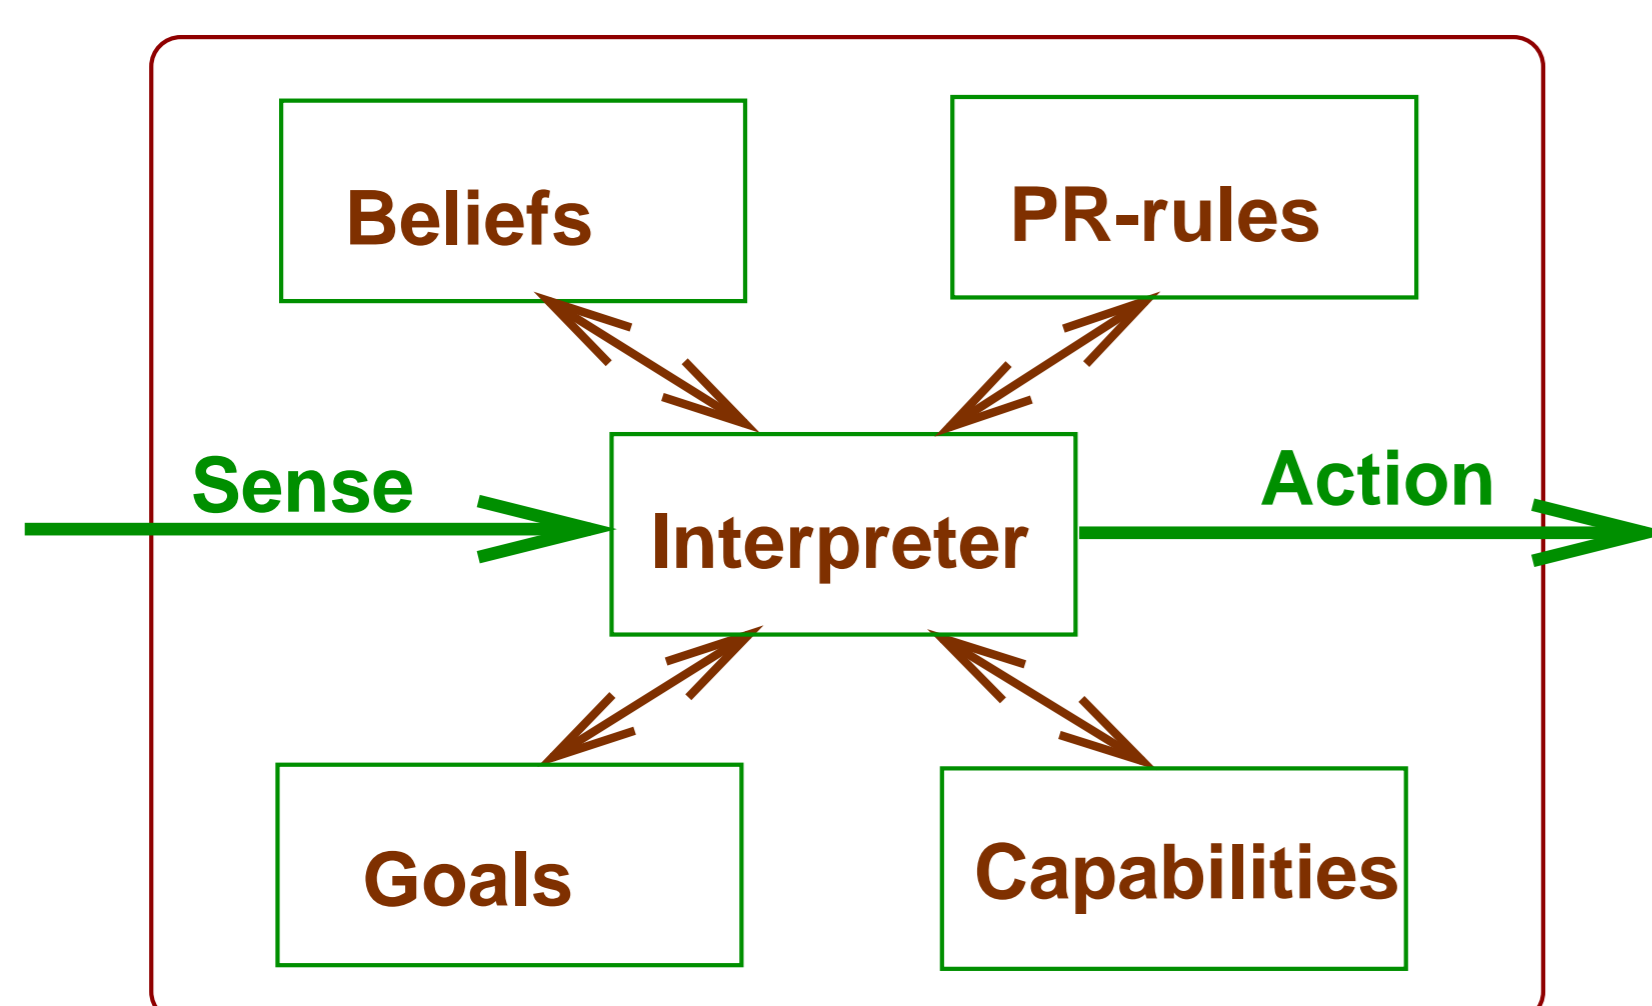 Beliefs
PR-rules
Sense
Interpreter
Action
Goals
Capabilities